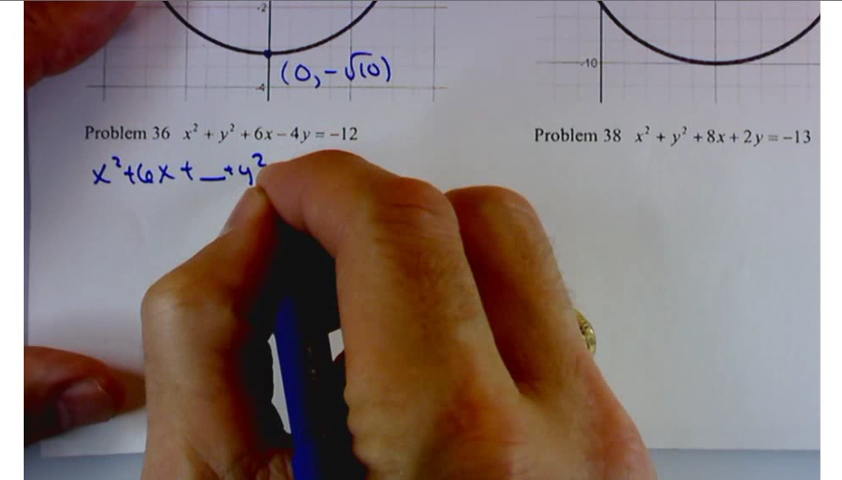 -2
(0,-√10)
-4
-10
Problem 36 x² + y² + 6x - 4y = -12
Problem 38 x² + y² + 8x + 2y = -13
x²+6x+__+y²